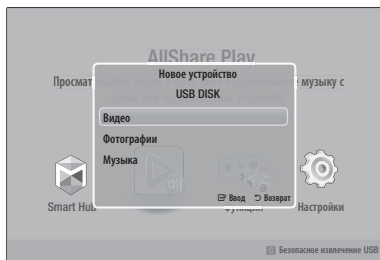 AllShare Play
Новое устройство
USB DISK
Просмат
музыку с
Видео
Фотографии
Музыка
Ввод Возврат
Smart Hub
Функции
Настройки
Безопасное извлечение USB